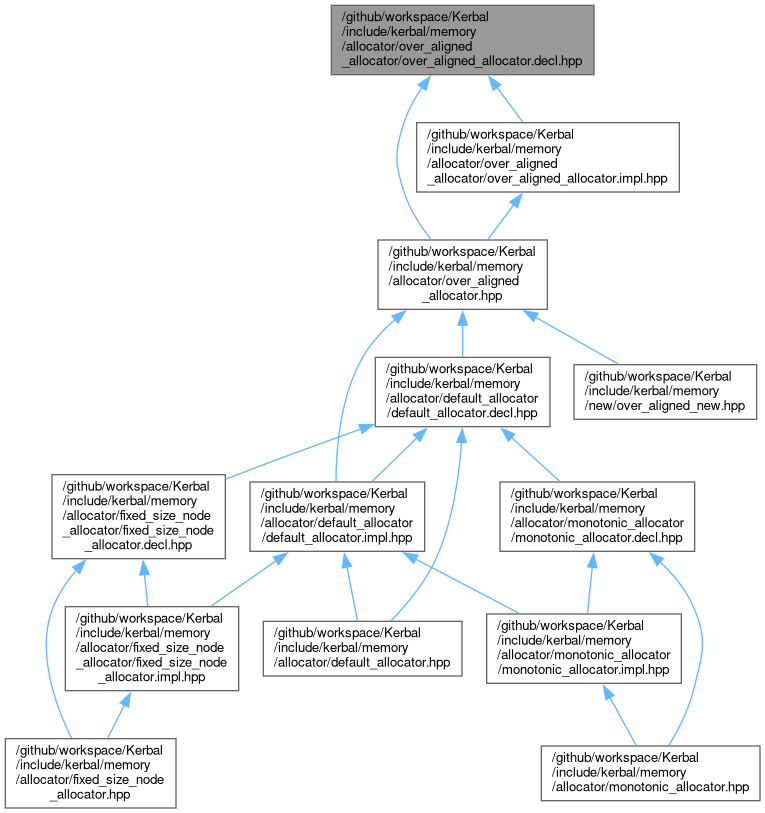 /github/workspace/Kerbal
/include/kerbal/memory
/allocator/over_aligned
_allocator/over_aligned_allocator.decl.hpp
/github/workspace/Kerbal
/include/kerbal/memory
/allocator/over_aligned
_allocator/over_aligned_allocator.impl.hpp
/github/workspace/Kerbal
/include/kerbal/memory
/allocator/over_aligned
_allocator.hpp
/github/workspace/Kerbal
/include/kerbal/memory
/allocator/default_allocator
/default_allocator.decl.hpp
/github/workspace/Kerbal
/include/kerbal/memory
/new/over_aligned_new.hpp
/github/workspace/Kerbal
/include/kerbal/memory
/allocator/fixed_size_node
_allocator/fixed_size_node
_allocator.decl.hpp
/github/workspace/Kerbal
/include/kerbal/memory
/allocator/default_allocator
/default_allocator.impl.hpp
/github/workspace/Kerbal
/include/kerbal/memory
/allocator/monotonic_allocator
/monotonic_allocator.decl.hpp
/github/workspace/Kerbal
/include/kerbal/memory
/allocator/fixed_size_node
_allocator/fixed_size_node
_allocator.impl.hpp
/github/workspace/Kerbal
/include/kerbal/memory
/allocator/default_allocator.hpp
/github/workspace/Kerbal
/include/kerbal/memory
/allocator/monotonic_allocator
/monotonic_allocator.impl.hpp
/github/workspace/Kerbal
/include/kerbal/memory
/allocator/fixed_size_node
_allocator.hpp
/github/workspace/Kerbal
/include/kerbal/memory
/allocator/monotonic_allocator.hpp